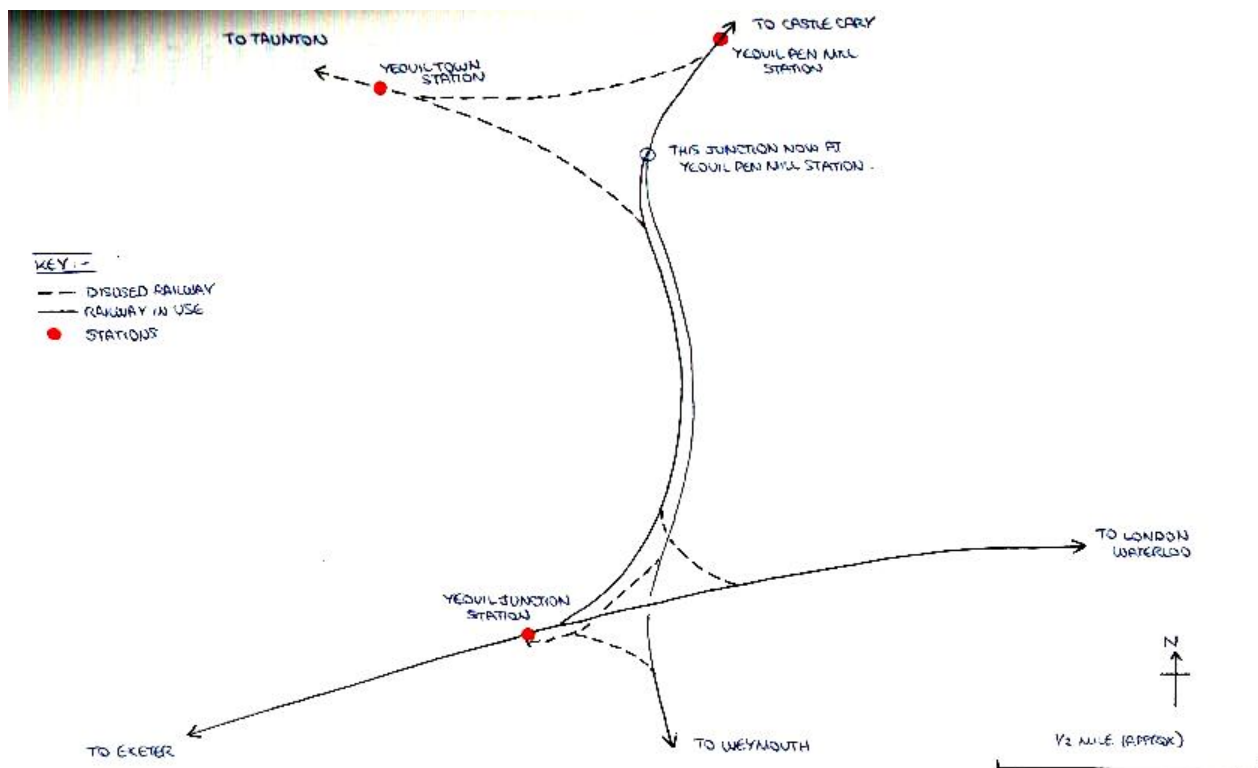 TO TAUNTON
TO CASTLE CARY
YEOVIL TOWN
STATION
YEOVIL PEN MILL
STATION
THIS JUNCTION NOW AT
YEOVIL PEN MILL STATION.
KEY:-
DISUSED RAILWAY
RAILWAY IN USE
STATIONS
TO LONDON
WATERLOO
YEOVIL JUNCTION
STATION
N
TO EXETER
TO WEYMOUTH
1/2 MILE (APPROX)